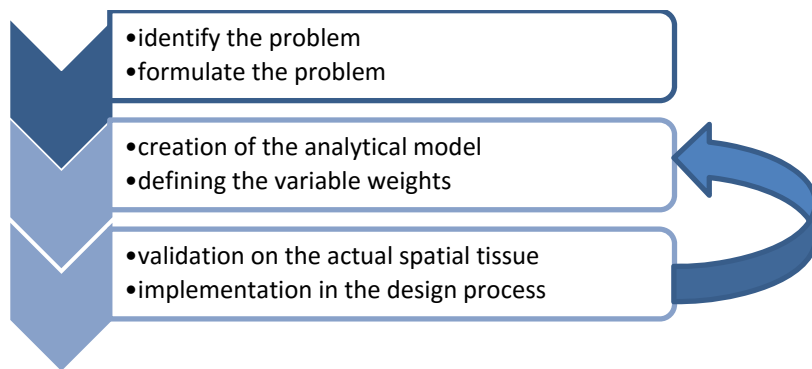 •identify the problem
•formulate the problem
•creation of the analytical model
•defining the variable weights
•validation on the actual spatial tissue
•implementation in the design process